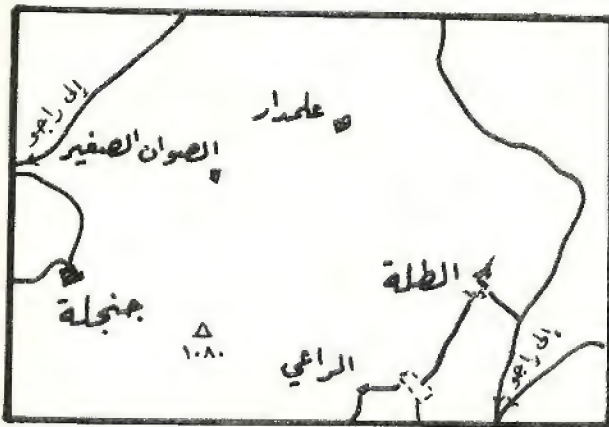 إلى راجو
علمدار
الصوان الصغير
الطلة
جنجلة
١٠٨٠
الراعي
إلى راجو